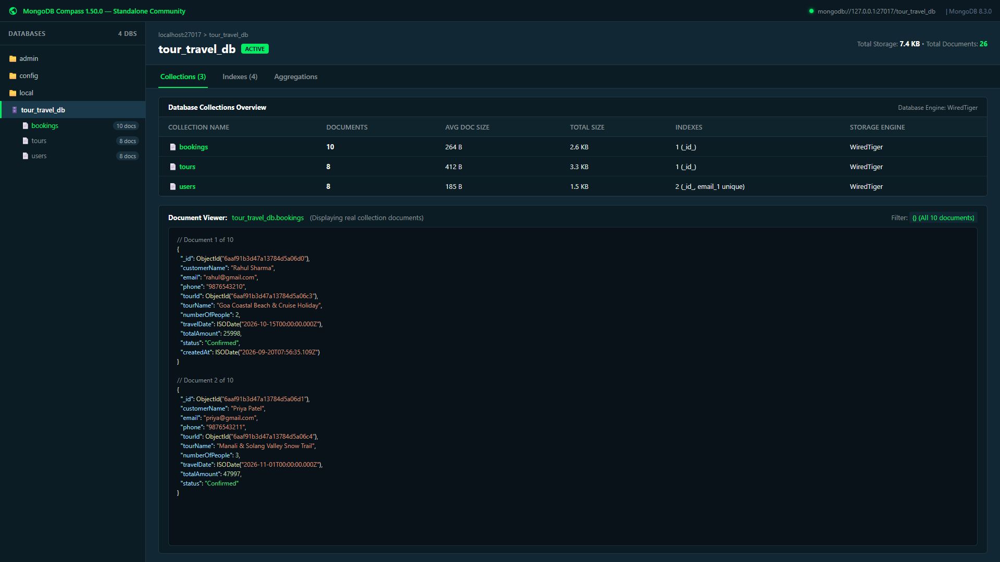 MongoDB Compass 1.50.0 — Standalone Community
mongodb://127.0.0.1:27017/tour_travel_db | MongoDB 8.3.0
DATABASES 4 DBS
admin
config
local
tour_travel_db
bookings 10 docs
tours 8 docs
users 8 docs
localhost:27017 > tour_travel_db
tour_travel_db ACTIVE
Total Storage: 7.4 KB • Total Documents: 26
Collections (3) Indexes (4) Aggregations
Database Collections Overview Database Engine: WiredTiger
COLLECTION NAME DOCUMENTS AVG DOC SIZE TOTAL SIZE INDEXES STORAGE ENGINE
bookings 10 264 B 2.6 KB 1 (_id_) WiredTiger
tours 8 412 B 3.3 KB 1 (_id_) WiredTiger
users 8 185 B 1.5 KB 2 (_id_, email_1 unique) WiredTiger
Document Viewer: tour_travel_db.bookings (Displaying real collection documents) Filter: {} (All 10 documents)
// Document 1 of 10
{
"_id": ObjectId("6aaf91b3d47a13784d5a06d0"),
"customerName": "Rahul Sharma",
"email": "rahul@gmail.com",
"phone": "9876543210",
"tourId": ObjectId("6aaf91b3d47a13784d5a06c3"),
"tourName": "Goa Coastal Beach & Cruise Holiday",
"numberOfPeople": 2,
"travelDate": ISODate("2026-10-15T00:00:00.000Z"),
"totalAmount": 25998,
"status": "Confirmed",
"createdAt": ISODate("2026-09-20T07:56:35.109Z")
}
// Document 2 of 10
{
"_id": ObjectId("6aaf91b3d47a13784d5a06d1"),
"customerName": "Priya Patel",
"email": "priya@gmail.com",
"phone": "9876543211",
"tourId": ObjectId("6aaf91b3d47a13784d5a06c4"),
"tourName": "Manali & Solang Valley Snow Trail",
"numberOfPeople": 3,
"travelDate": ISODate("2026-11-01T00:00:00.000Z"),
"totalAmount": 47997,
"status": "Confirmed"
}